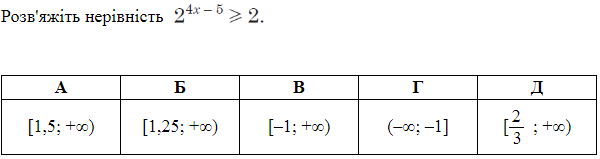 Розв'яжіть нерівність 2^{4x – 5} ⩾ 2.
А Б В Г Д
[1,5; +∞) [1,25; +∞) [–1; +∞) (–∞; –1] [2/3 ; +∞)